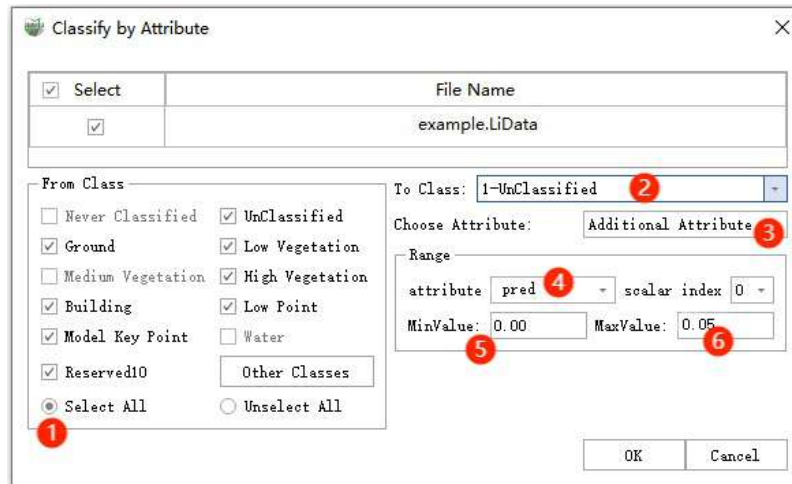 Classify by Attribute
Select File Name
example.LiData
From Class
Never Classified UnClassified
Ground Low Vegetation
Medium Vegetation High Vegetation
Building Low Point
Model Key Point Water
Reserved10 Other Classes
Select All Unselect All
1
To Class: 1-UnClassified 2
Choose Attribute: Additional Attribute 3
Range
attribute pred 4 scalar index 0
MinValue: 0.00 MaxValue: 0.05
5 6
OK Cancel